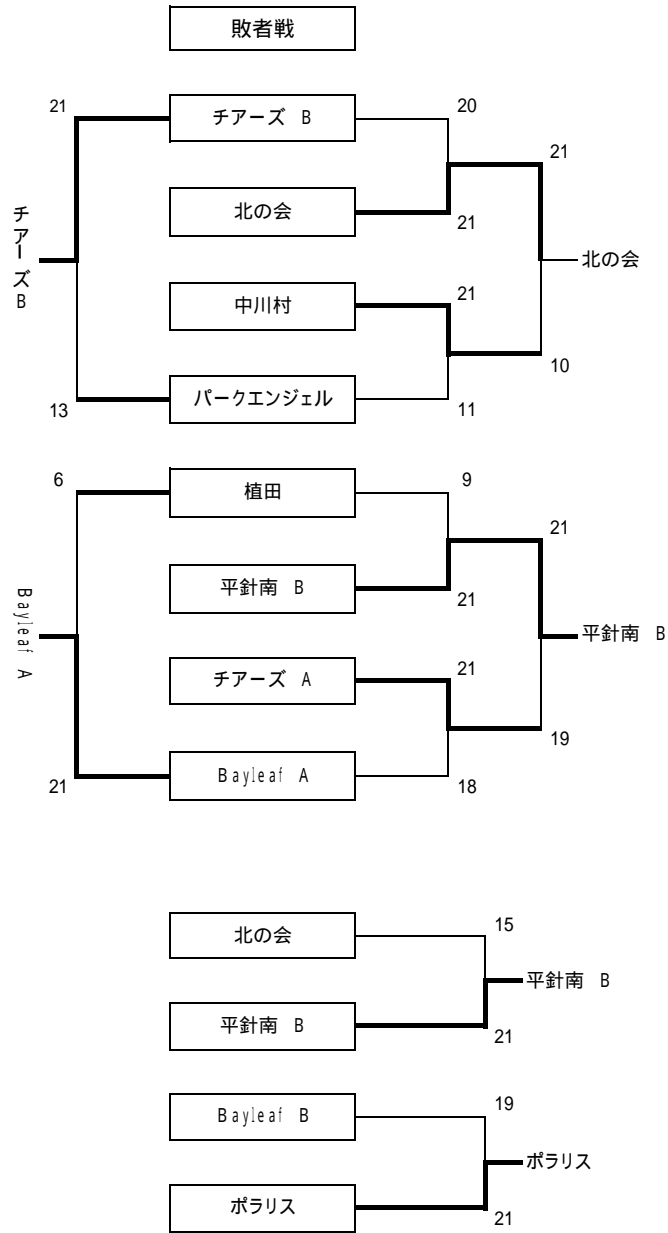 敗者戦
21
チアーズ B
20
21
チアーズ B
北の会
21
北の会
中川村
21
10
13
パークエンジェル
11
6
植田
9
21
Bayleaf A
平針南 B
21
平針南 B
チアーズ A
21
19
21
Bayleaf A
18
北の会
15
平針南 B
平針南 B
21
Bayleaf B
19
ポラリス
ポラリス
21